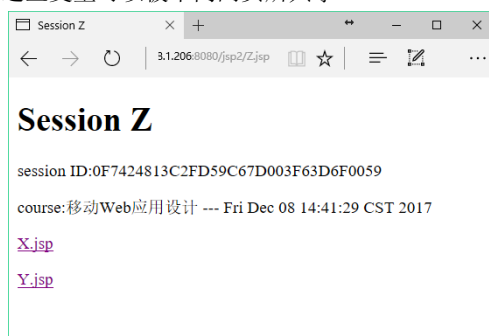 Session Z
3.1.206:8080/jsp2/Z.jsp
Session Z
session ID:0F7424813C2FD59C67D003F63D6F0059
course:移动Web应用设计 --- Fri Dec 08 14:41:29 CST 2017
X.jsp
Y.jsp